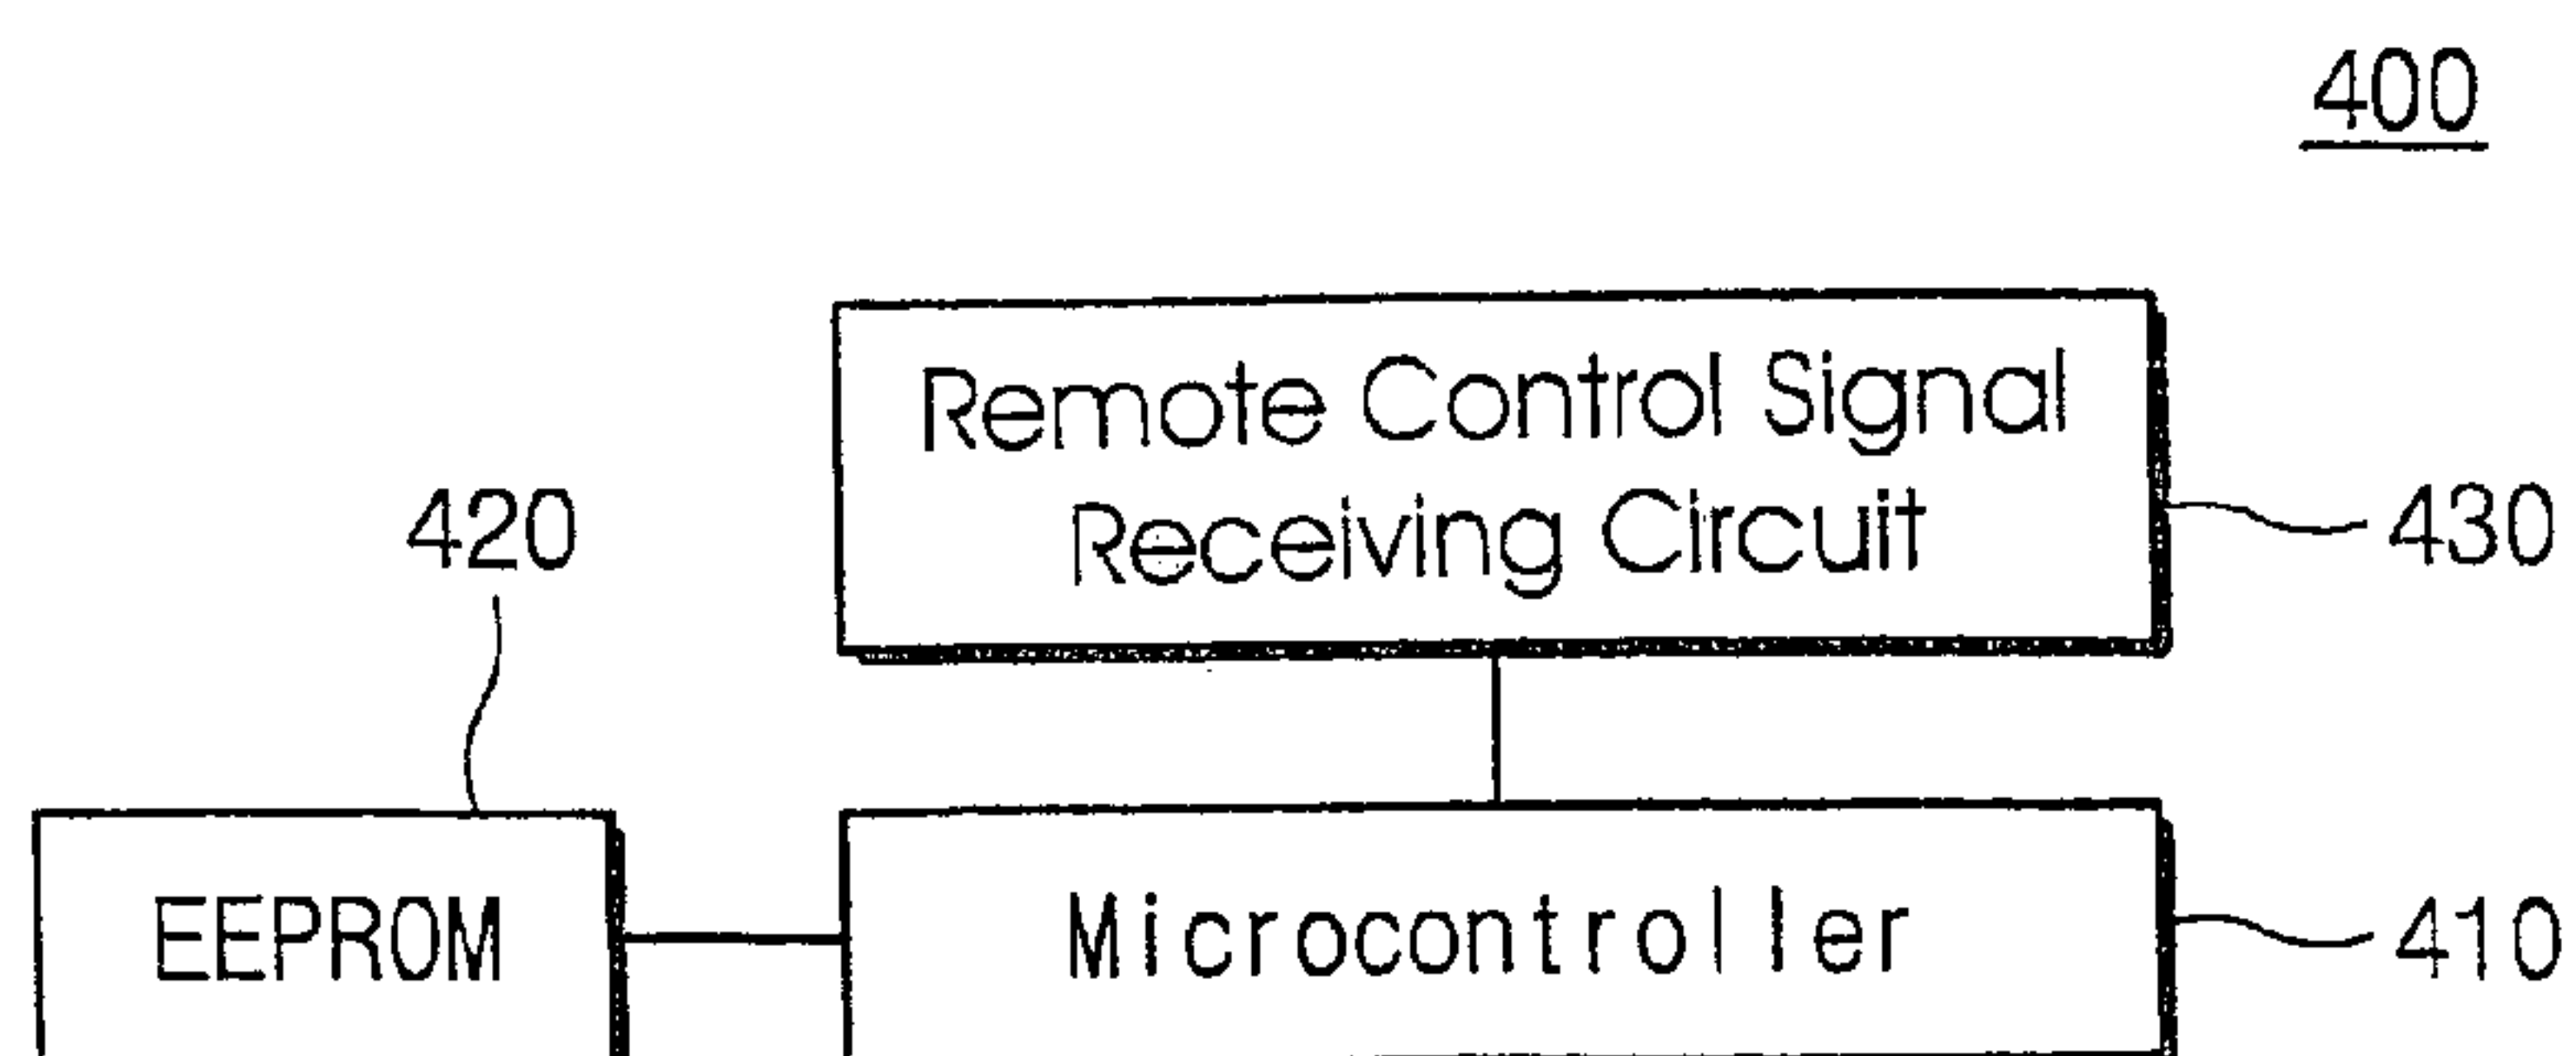 400
Remote Control Signal
Receiving Circuit
430
420
EEPROM
Microcontroller
410